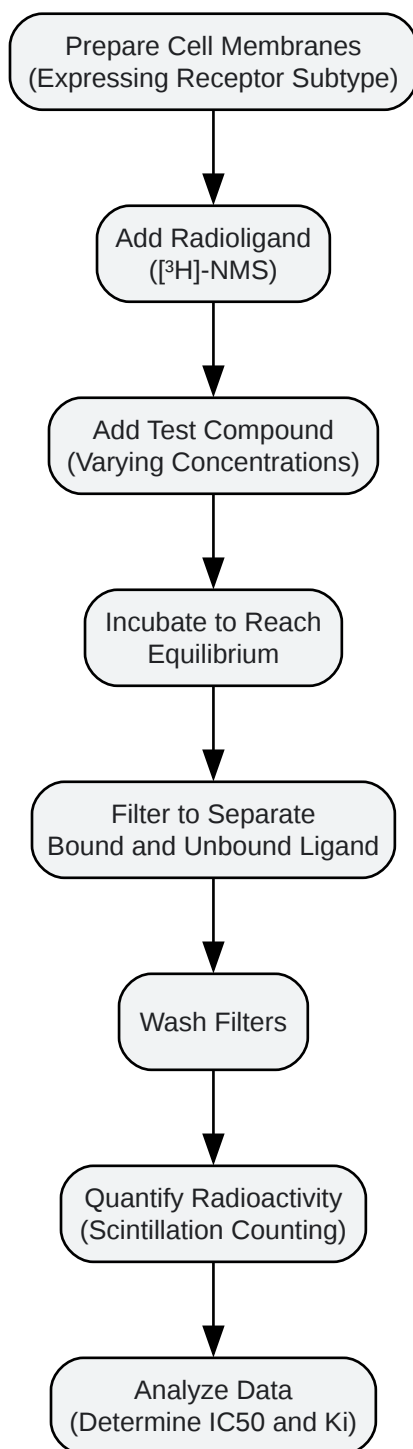 Prepare Cell Membranes
(Expressing Receptor Subtype)
Add Radioligand
([³H]-NMS)
Add Test Compound
(Varying Concentrations)
Incubate to Reach
Equilibrium
Filter to Separate
Bound and Unbound Ligand
Wash Filters
Quantify Radioactivity
(Scintillation Counting)
Analyze Data
(Determine IC50 and Ki)